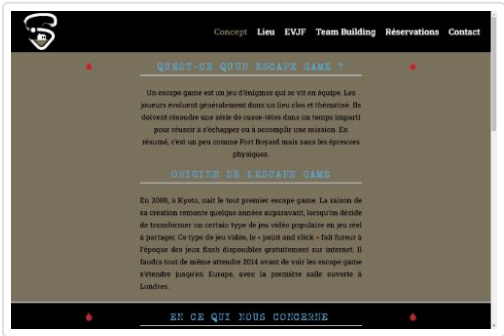 Concept Lieu EVJF Team Building Réservations Contact
QUEST-CE QUUN ESCAPE GAME ?
Un escape game est un jeu d'énigmes qui se vit en équipe. Les
joueurs évoluent généralement dans un lieu clos et thématisé. Ils
doivent résoudre une série de casse-têtes dans un temps imparti
pour réussir à s'échapper ou à accomplir une mission. En
résumé, c'est un peu comme Fort Boyard mais sans les épreuves
physiques.
ORIGINE DE LESCAPE GAME
En 2008, à Kyoto, nait le tout premier escape game. La raison de
sa création remonte quelque années auparavant, lorsqu'on décide
de transformer un certain type de jeu vidéo populaire en jeu réel
à partager. Ce type de jeu vidéo, le « point and click » fait fureur à
l'époque des jeux flash disponibles gratuitement sur internet. Il
faudra tout de même attendre 2014 avant de voir les escape game
s'étendre jusqu'en Europe, avec la première salle ouverte à
Londres.
EN CE QUI NOUS CONCERNE